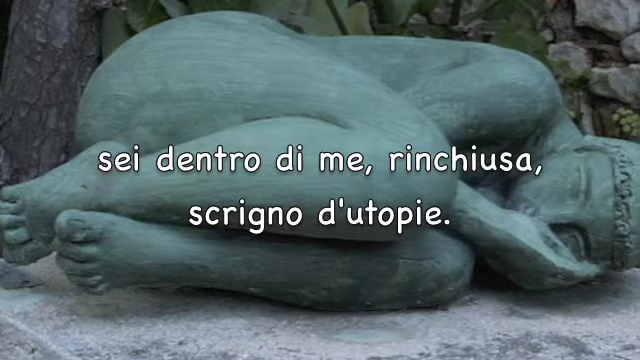 sei dentro di me, rinchiusa,
scrigno d'utopie.